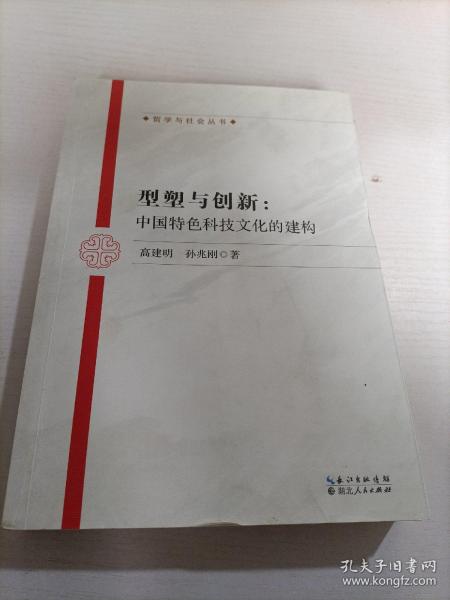 ◆哲学与社会丛书◆
型塑与创新：
中国特色科技文化的建构
高建明 孙兆刚◎著
长江出版传媒
湖北人民出版社
孔夫子旧书网
www.kongfz.com